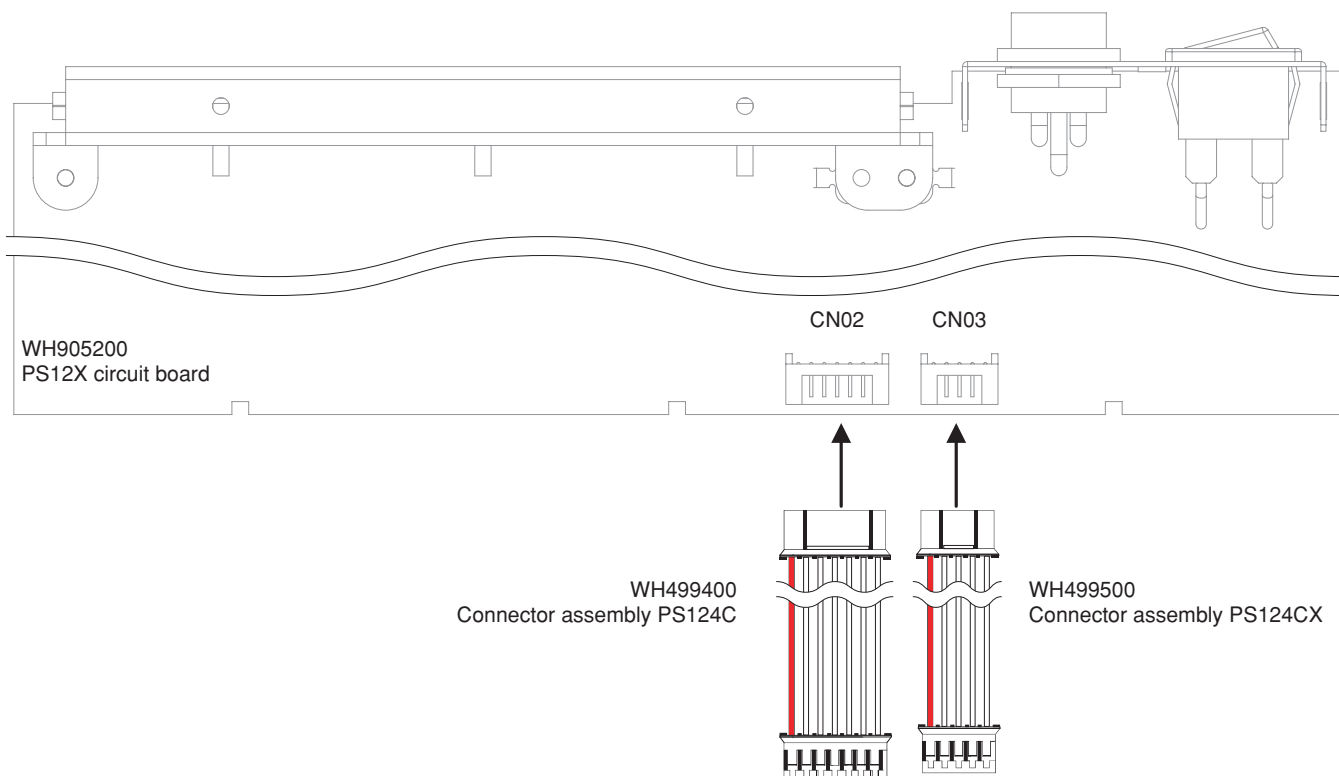 CN02
CN03
WH905200
PS12X circuit board
WH499400
Connector assembly PS124C
WH499500
Connector assembly PS124CX